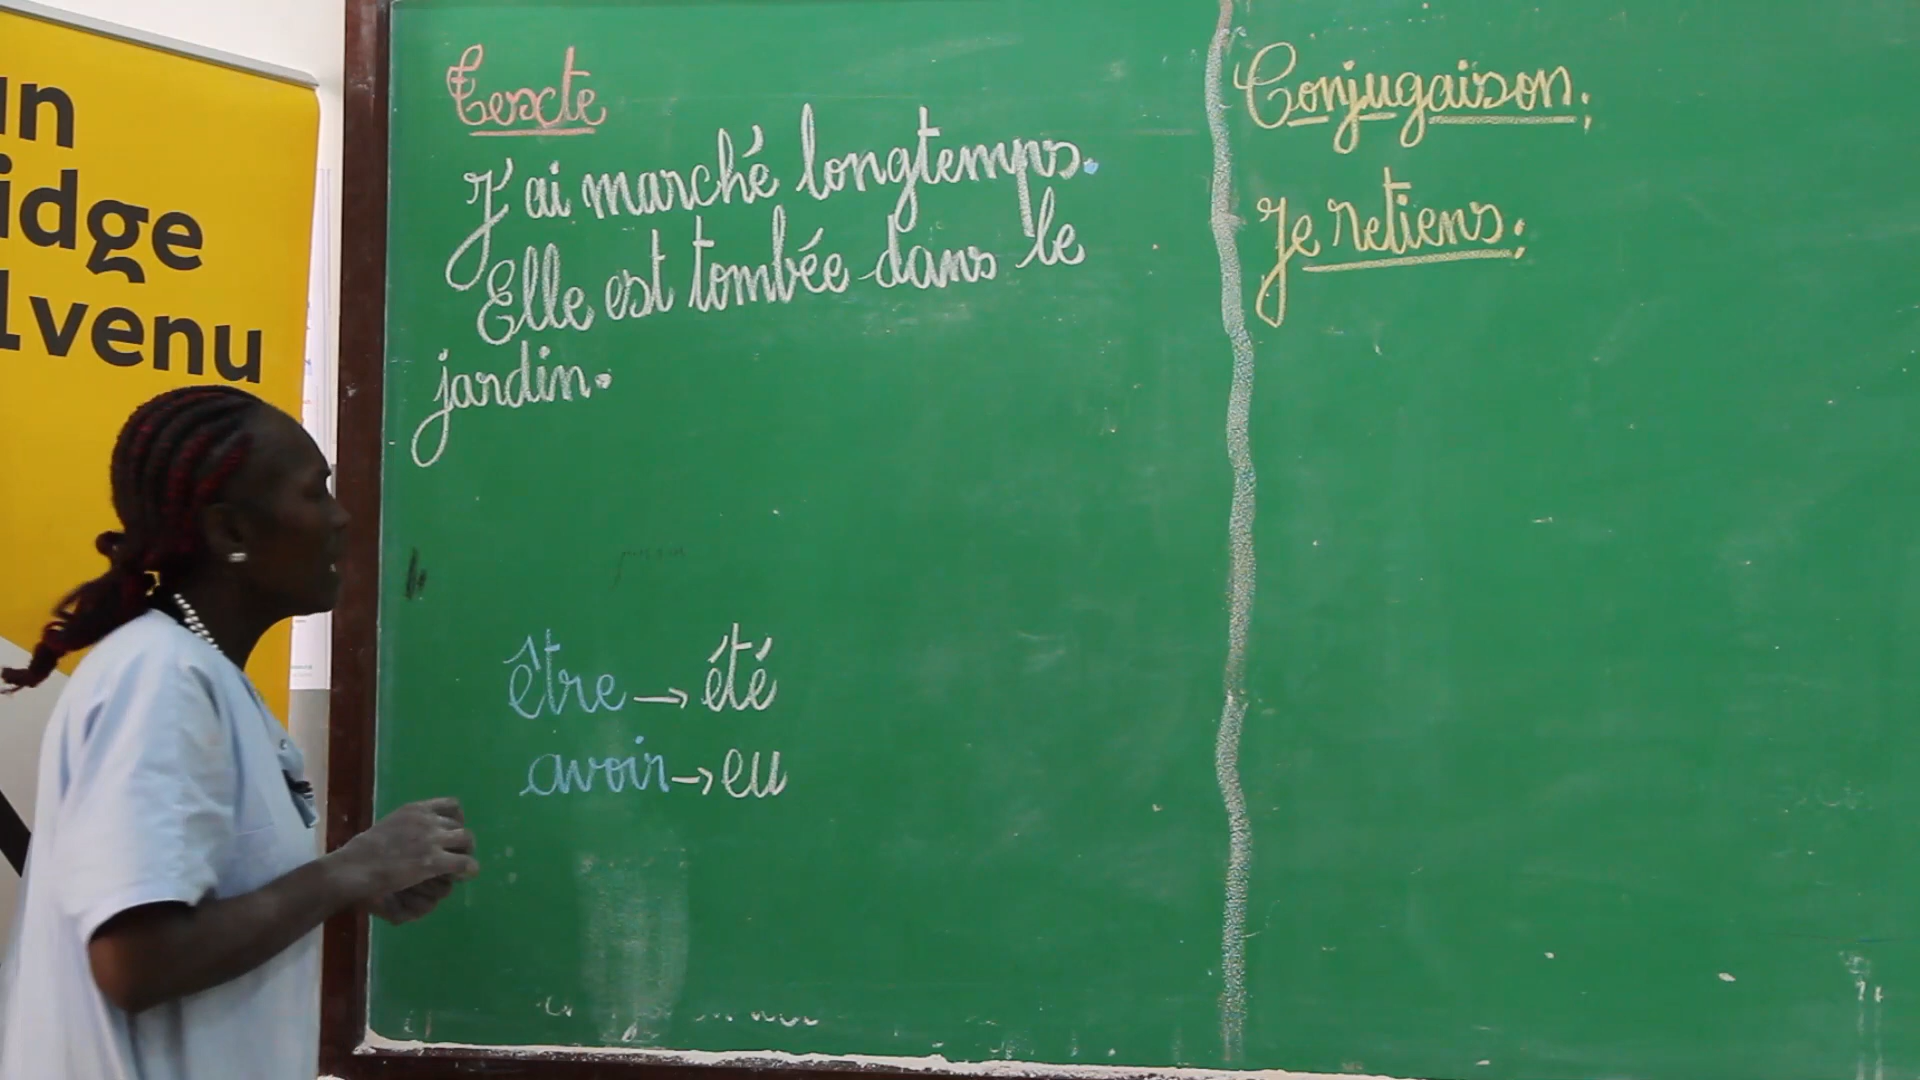 un
idge
lvenu
Texte
J'ai marché longtemps.
Elle est tombée dans le
jardin.
être → été
avoir → eu
Conjugaison:
Je retiens: